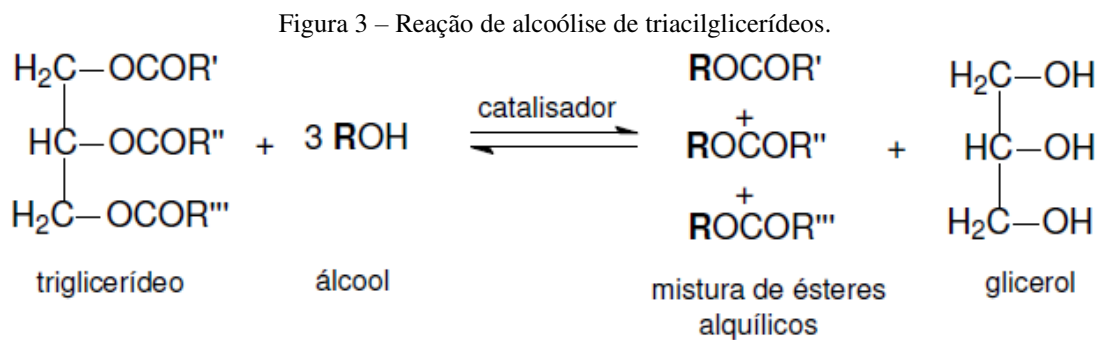 Figura 3 – Reação de alcoólise de triacilglicerídeos.
H₂C—OCOR'
HC—OCOR"
H₂C—OCOR'"
triglicerídeo
+
3 ROH
álcool
catalisador
ROCOR'
+
ROCOR"
+
ROCOR'"
mistura de ésteres
alquílicos
+
H₂C—OH
HC—OH
H₂C—OH
glicerol